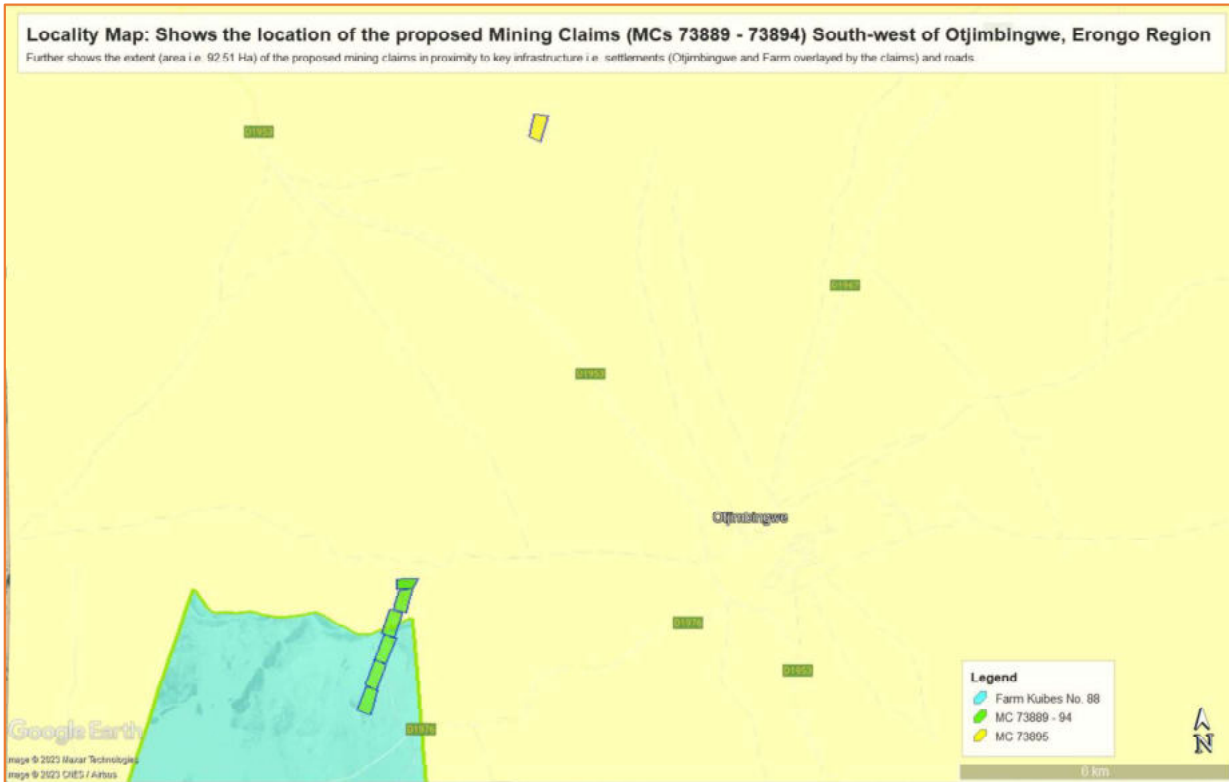 Locality Map: Shows the location of the proposed Mining Claims (MCs 73889 - 73894) South-west of Otjimbingwe, Erongo Region
Further shows the extent (area i.e. 92.51 Ha) of the proposed mining claims in proximity to key infrastructure i.e. settlements (Otjimbingwe and Farm overlayed by the claims) and roads.
D1953
D1967
D1953
Otjimbingwe
D1976
D1953
D1976
Legend
Farm Kuibes No. 88
MC 73889 - 94
MC 73895
N
6 km
Google Earth
Image © 2023 Maxar Technologies
Image © 2023 CNES / Airbus